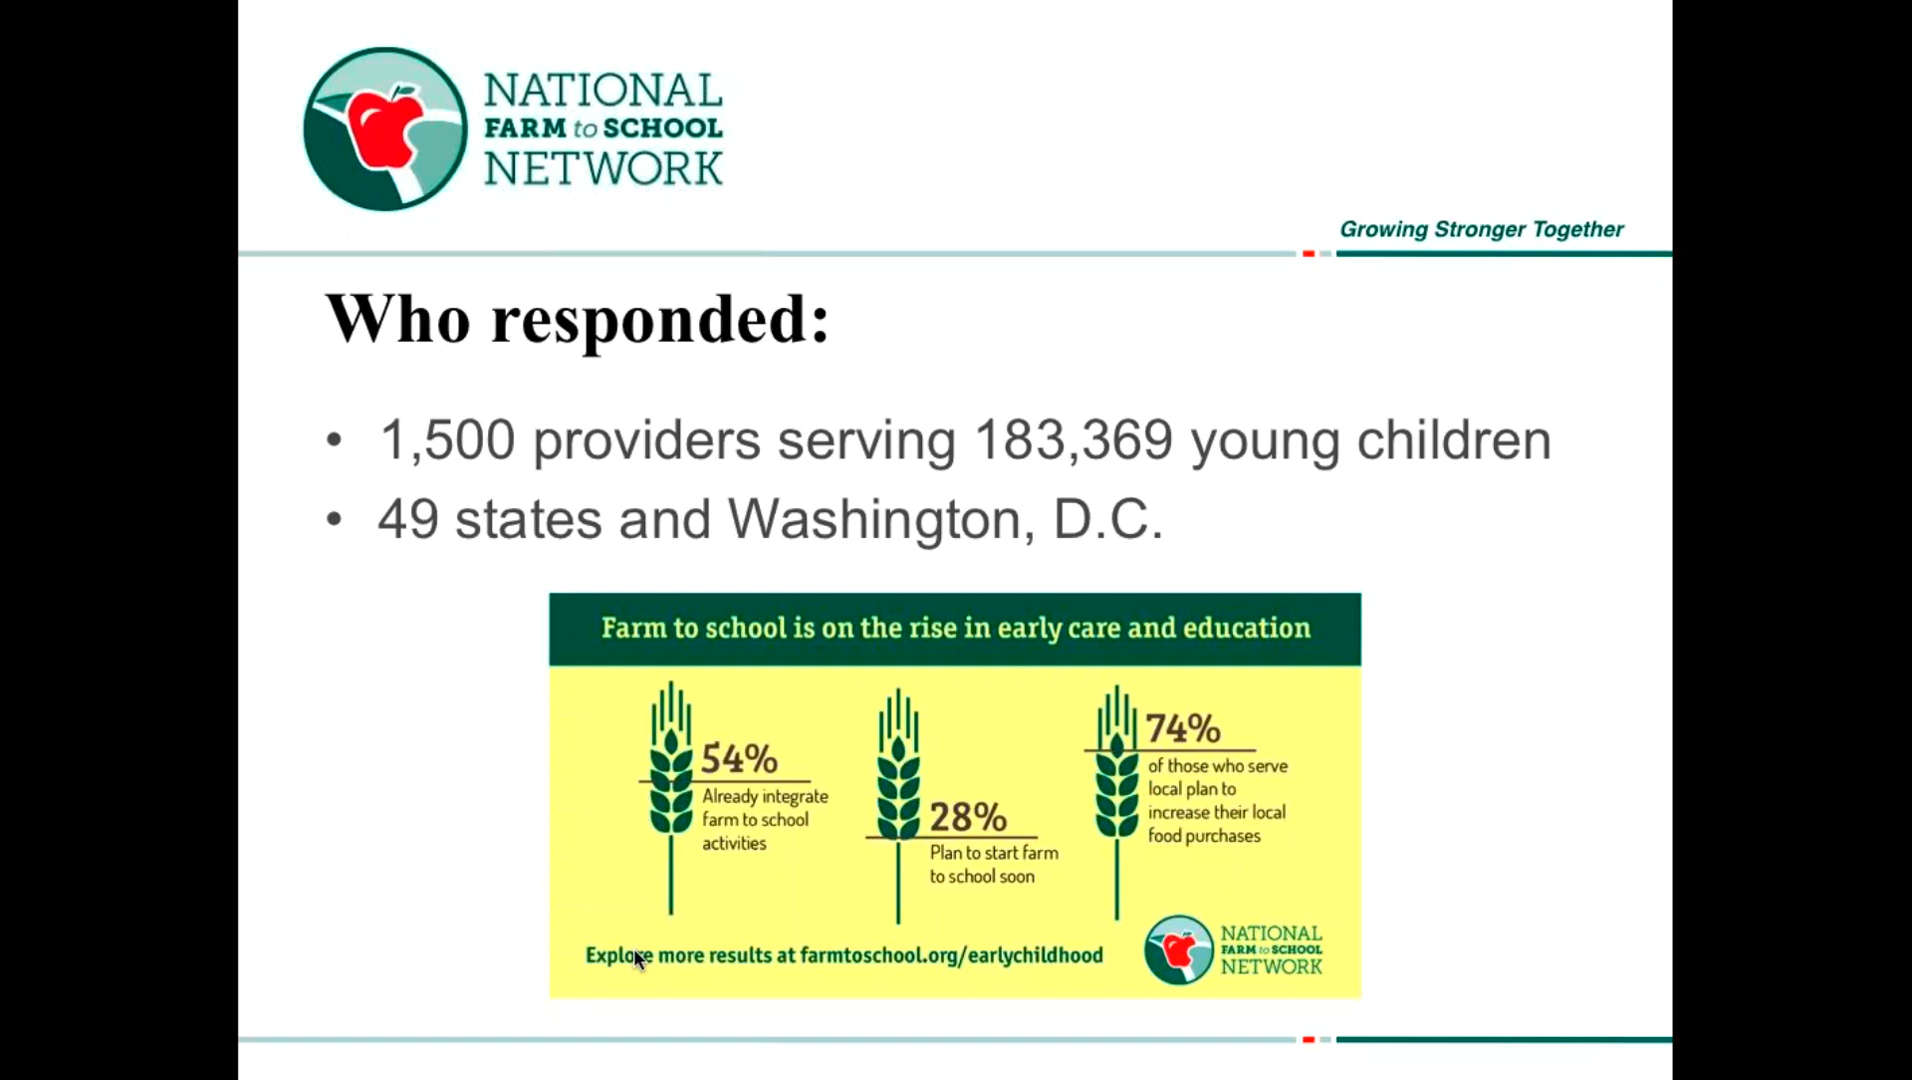 NATIONAL
FARM to SCHOOL
NETWORK
Growing Stronger Together
Who responded:
• 1,500 providers serving 183,369 young children
• 49 states and Washington, D.C.
Farm to school is on the rise in early care and education
54%
Already integrate
farm to school
activities
28%
Plan to start farm
to school soon
74%
of those who serve
local plan to
increase their local
food purchases
Explore more results at farmtoschool.org/earlychildhood
NATIONAL
FARM to SCHOOL
NETWORK